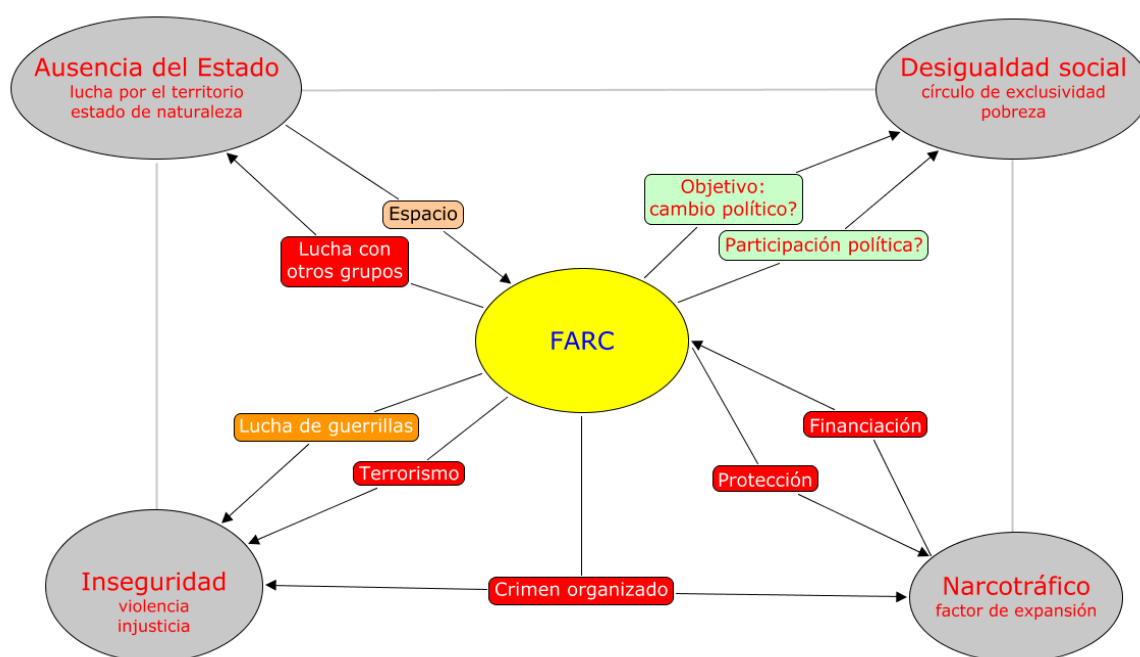 Ausencia del Estado
lucha por el territorio
estado de naturaleza
Desigualdad social
círculo de exclusividad
pobreza
Objetivo:
cambio político?
Espacio
Participación política?
Lucha con
otros grupos
FARC
Lucha de guerrillas
Financiación
Terrorismo
Protección
Inseguridad
violencia
injusticia
Crimen organizado
Narcotráfico
factor de expansión